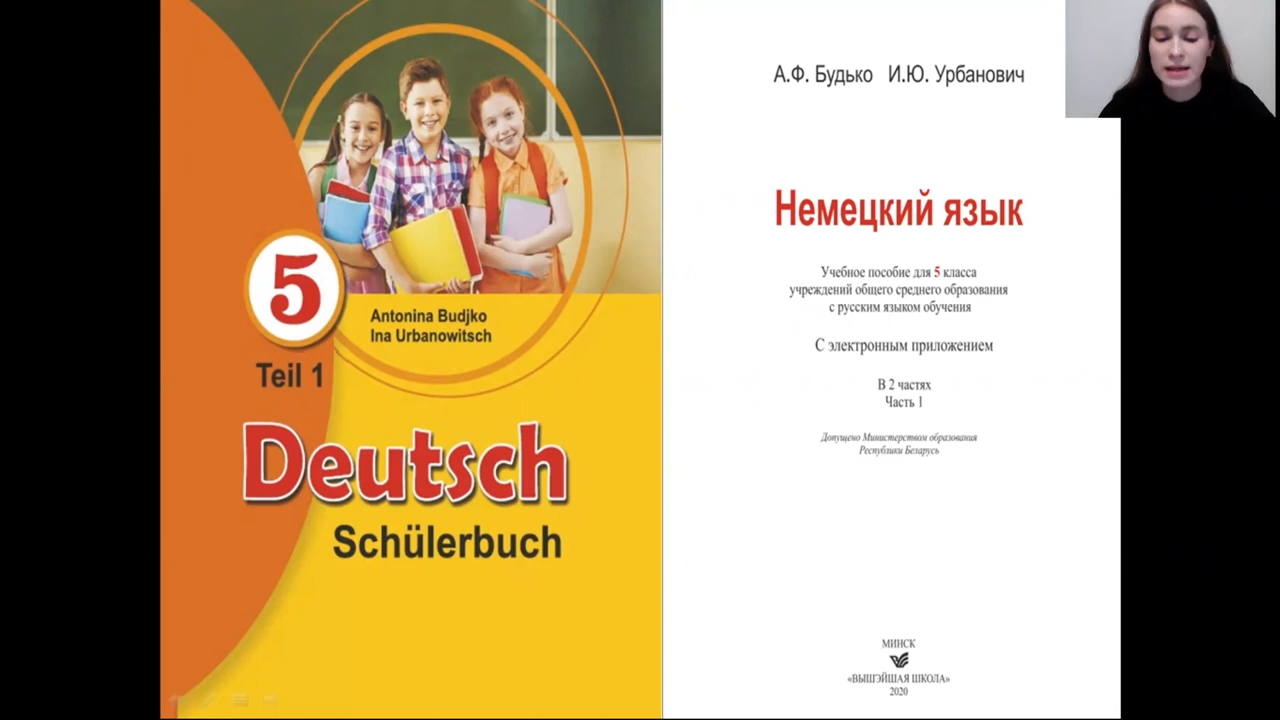 5
Antonina Budjko
Ina Urbanowitsch
Teil 1
Deutsch
Schülerbuch
А.Ф. Будько И.Ю. Урбанович
Немецкий язык
Учебное пособие для 5 класса
учреждений общего среднего образования
с русским языком обучения
С электронным приложением
В 2 частях
Часть 1
Допущено Министерством образования
Республики Беларусь
МИНСК
«ВЫШЭЙШАЯ ШКОЛА»
2020